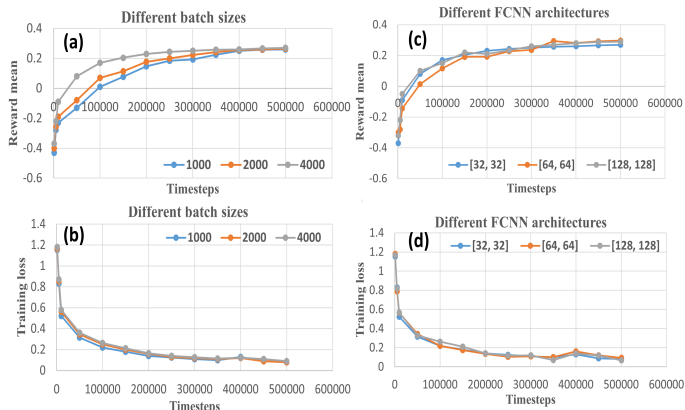 Different batch sizes
(a)
Reward mean
0.6
0.4
0.2
0
-0.2
-0.4
-0.6
0 100000 200000 300000 400000 500000 600000
1000 2000 4000
Timesteps
Different FCNN architectures
(c)
Reward mean
0.4
0.2
0
-0.2
-0.4
-0.6
0 100000 200000 300000 400000 500000 600000
[32, 32] [64, 64] [128, 128]
Timesteps
Different batch sizes
(b)
1000 2000 4000
Training loss
1.4
1.2
1
0.8
0.6
0.4
0.2
0
0 100000 200000 300000 400000 500000 600000
Timesteps
Different FCNN architectures
(d)
[32, 32] [64, 64] [128, 128]
Training loss
1.4
1.2
1
0.8
0.6
0.4
0.2
0
0 100000 200000 300000 400000 500000 600000
Timesteps